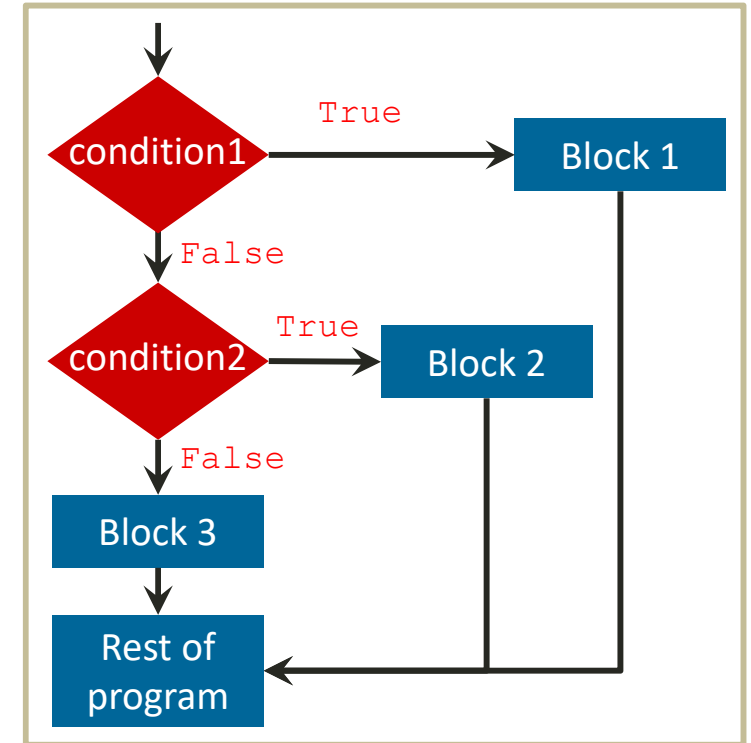 True
condition1
Block 1
False
True
condition2
Block 2
False
Block 3
Rest of
program